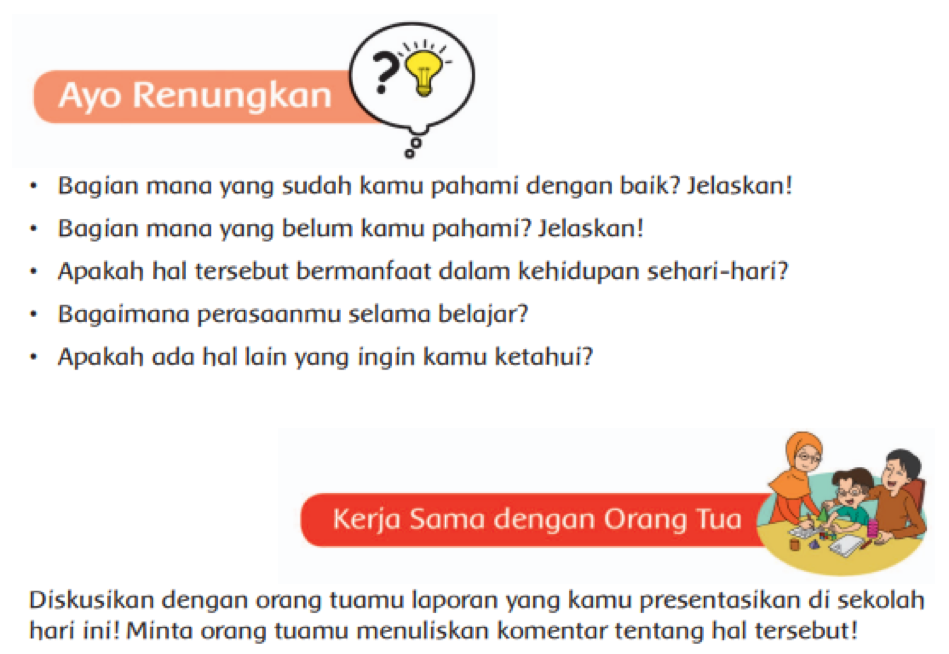 Ayo Renungkan
?
• Bagian mana yang sudah kamu pahami dengan baik? Jelaskan!
• Bagian mana yang belum kamu pahami? Jelaskan!
• Apakah hal tersebut bermanfaat dalam kehidupan sehari-hari?
• Bagaimana perasaanmu selama belajar?
• Apakah ada hal lain yang ingin kamu ketahui?
Kerja Sama dengan Orang Tua
Diskusikan dengan orang tuamu laporan yang kamu presentasikan di sekolah
hari ini! Minta orang tuamu menuliskan komentar tentang hal tersebut!